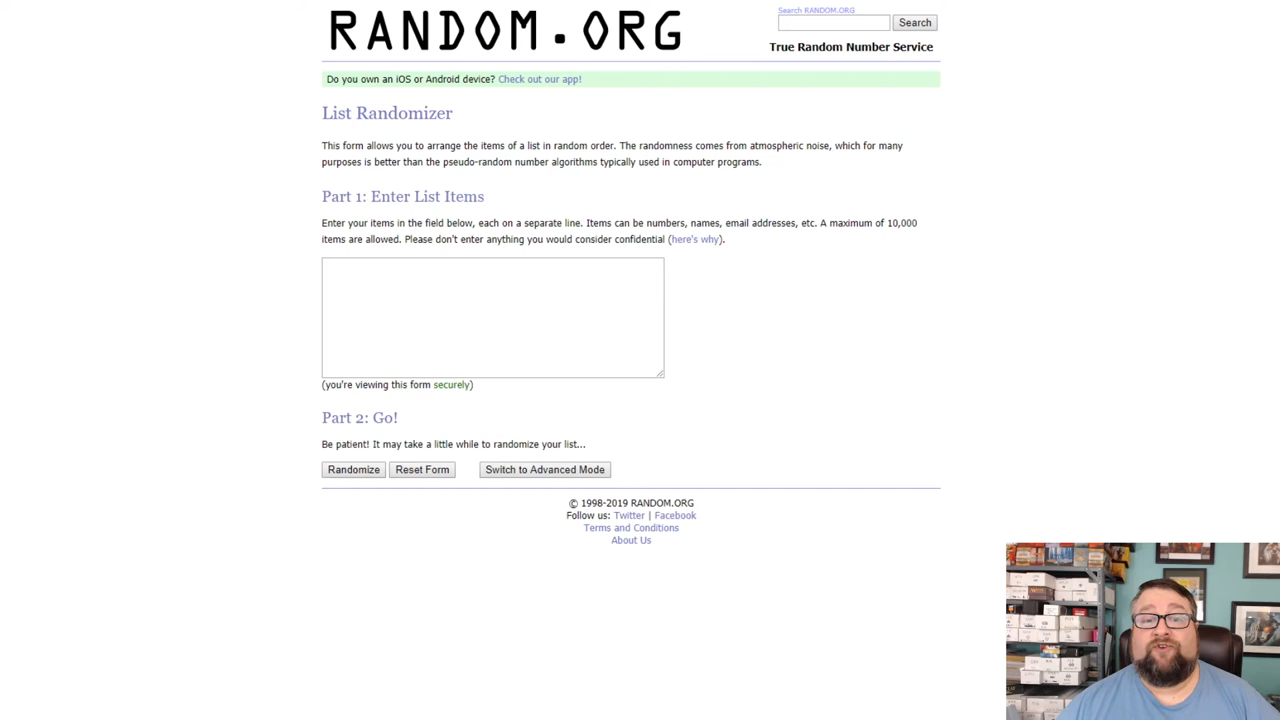 RANDOM.ORG
Search RANDOM.ORG
Search
True Random Number Service
Do you own an iOS or Android device? Check out our app!
List Randomizer
This form allows you to arrange the items of a list in random order. The randomness comes from atmospheric noise, which for many
purposes is better than the pseudo-random number algorithms typically used in computer programs.
Part 1: Enter List Items
Enter your items in the field below, each on a separate line. Items can be numbers, names, email addresses, etc. A maximum of 10,000
items are allowed. Please don't enter anything you would consider confidential (here's why).
(you're viewing this form securely)
Part 2: Go!
Be patient! It may take a little while to randomize your list...
Randomize Reset Form Switch to Advanced Mode
© 1998-2019 RANDOM.ORG
Follow us: Twitter | Facebook
Terms and Conditions
About Us